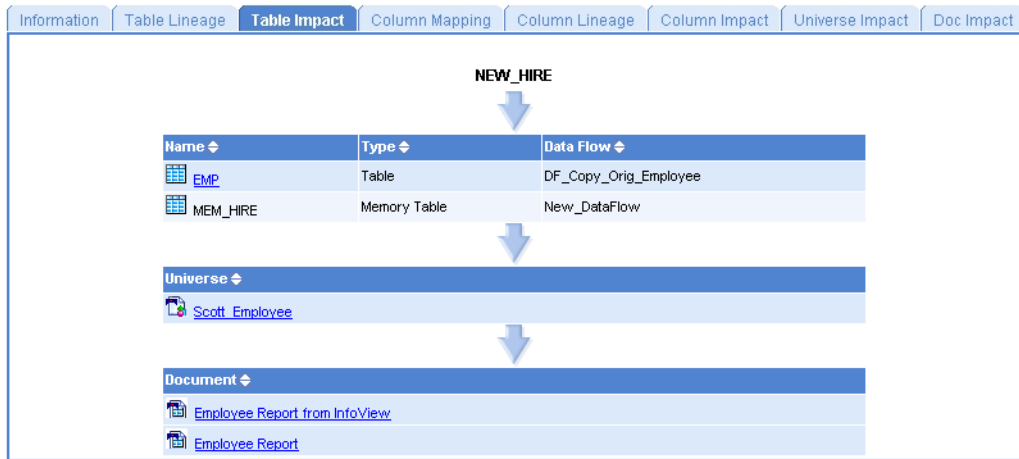 Information Table Lineage Table Impact Column Mapping Column Lineage Column Impact Universe Impact Doc Impact
NEW_HIRE
Name Type Data Flow
EMP Table DF_Copy_Orig_Employee
MEM_HIRE Memory Table New_DataFlow
Universe
Scott_Employee
Document
Employee Report from InfoView
Employee Report